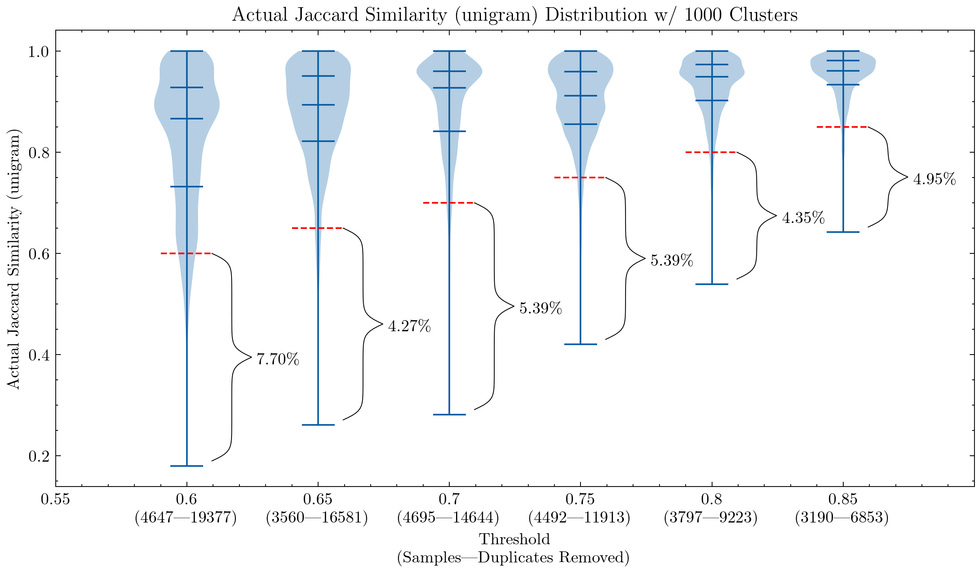 Actual Jaccard Similarity (unigram) Distribution w/ 1000 Clusters
Actual Jaccard Similarity (unigram)
1.0
0.8
0.6
0.4
0.2
7.70%
4.27%
5.39%
5.39%
4.35%
4.95%
0.55 0.6 0.65 0.7 0.75 0.8 0.85
(4647—19377) (3560—16581) (4695—14644) (4492—11913) (3797—9223) (3190—6853)
Threshold
(Samples—Duplicates Removed)